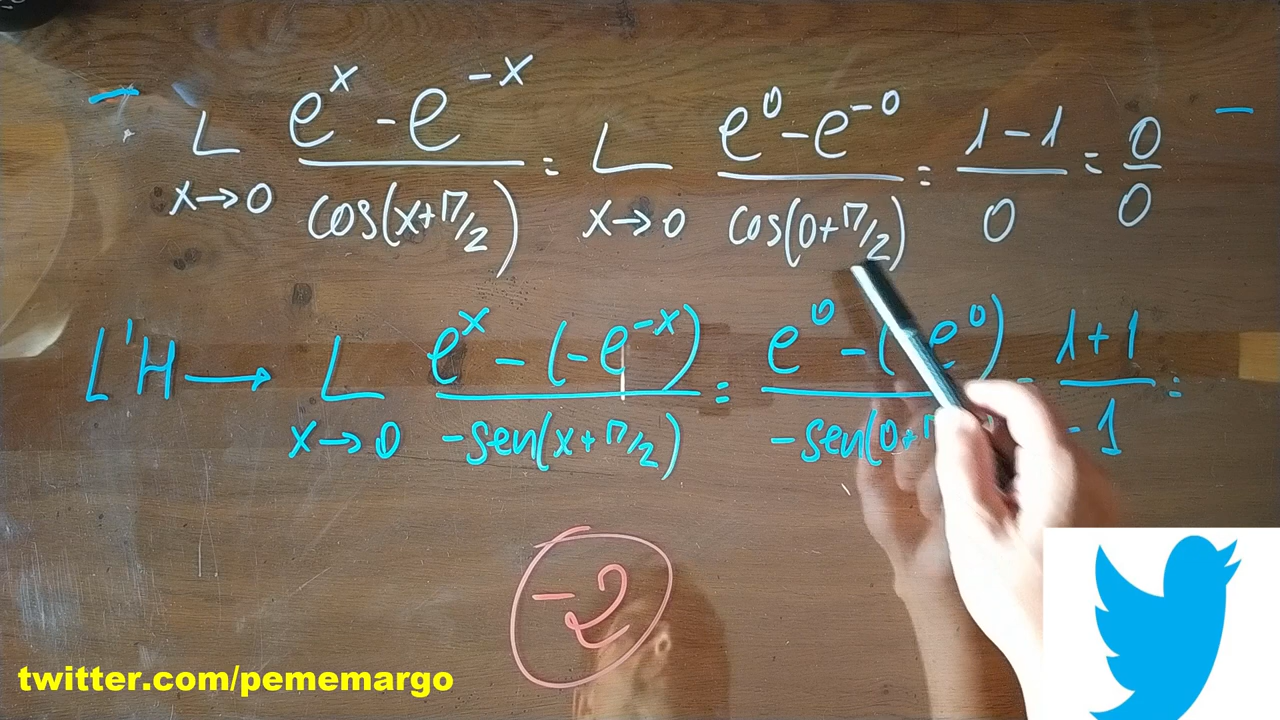 L x→0 (e^x - e^-x)/(cos(x+π/2)) = L x→0 (e^0 - e^-0)/(cos(0+π/2)) = (1-1)/0 = 0/0
L'H → L x→0 (e^x - (-e^-x))/(-sen(x+π/2)) = (e^0 - ( e^0))/(-sen(0+ = (1+1)/(-1) =
-2
twitter.com/pememargo